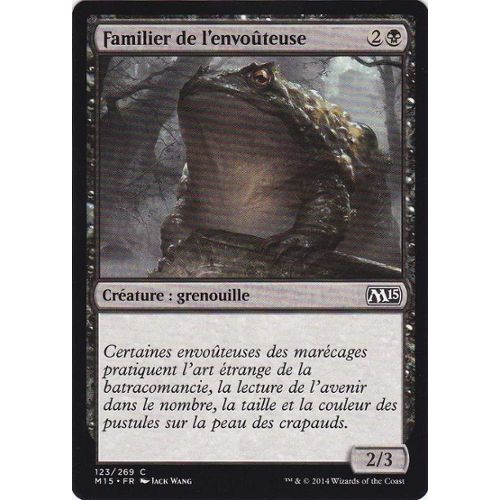 Familier de l'envoûteuse 2
Créature : grenouille M15
Certaines envoûteuses des marécages
pratiquent l'art étrange de la
batracomancie, la lecture de l'avenir
dans le nombre, la taille et la couleur des
pustules sur la peau des crapauds.
2/3
123/269 C
M15 • FR Jack Wang ™ & © 2014 Wizards of the Coast